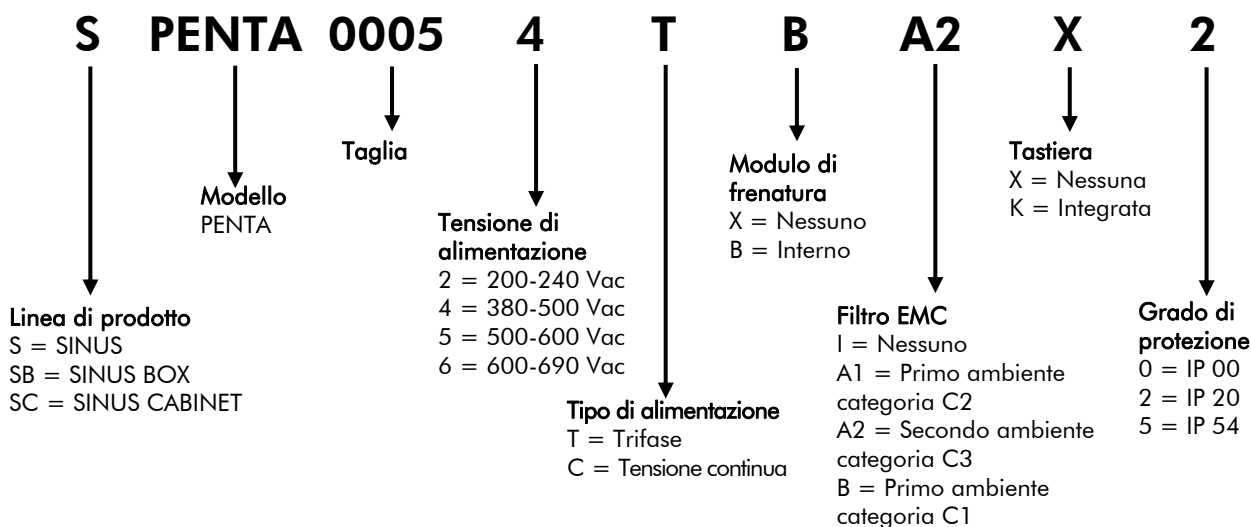 S PENTA 0005 4 T B A2 X 2
Linea di prodotto
S = SINUS
SB = SINUS BOX
SC = SINUS CABINET
Modello
PENTA
Taglia
Tensione di
alimentazione
2 = 200-240 Vac
4 = 380-500 Vac
5 = 500-600 Vac
6 = 600-690 Vac
Tipo di alimentazione
T = Trifase
C = Tensione continua
Modulo di
frenatura
X = Nessuno
B = Interno
Filtro EMC
I = Nessuno
A1 = Primo ambiente
categoria C2
A2 = Secondo ambiente
categoria C3
B = Primo ambiente
categoria C1
Tastiera
X = Nessuna
K = Integrata
Grado di
protezione
0 = IP 00
2 = IP 20
5 = IP 54